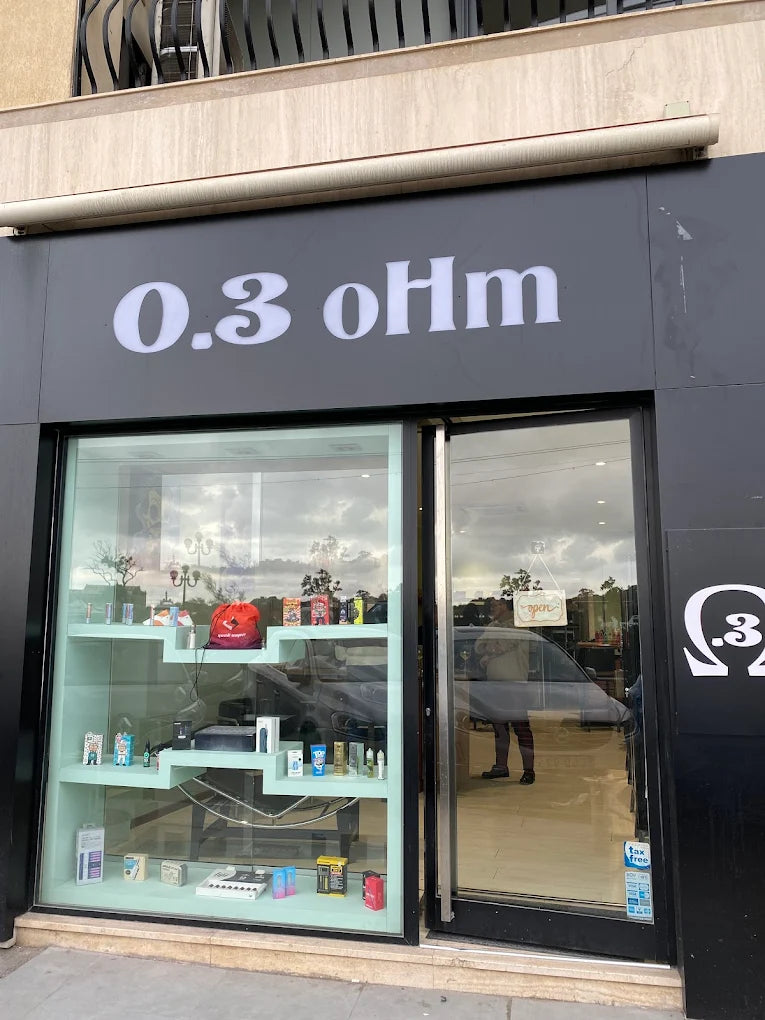 0.3 oHm
open
.3
tax
free